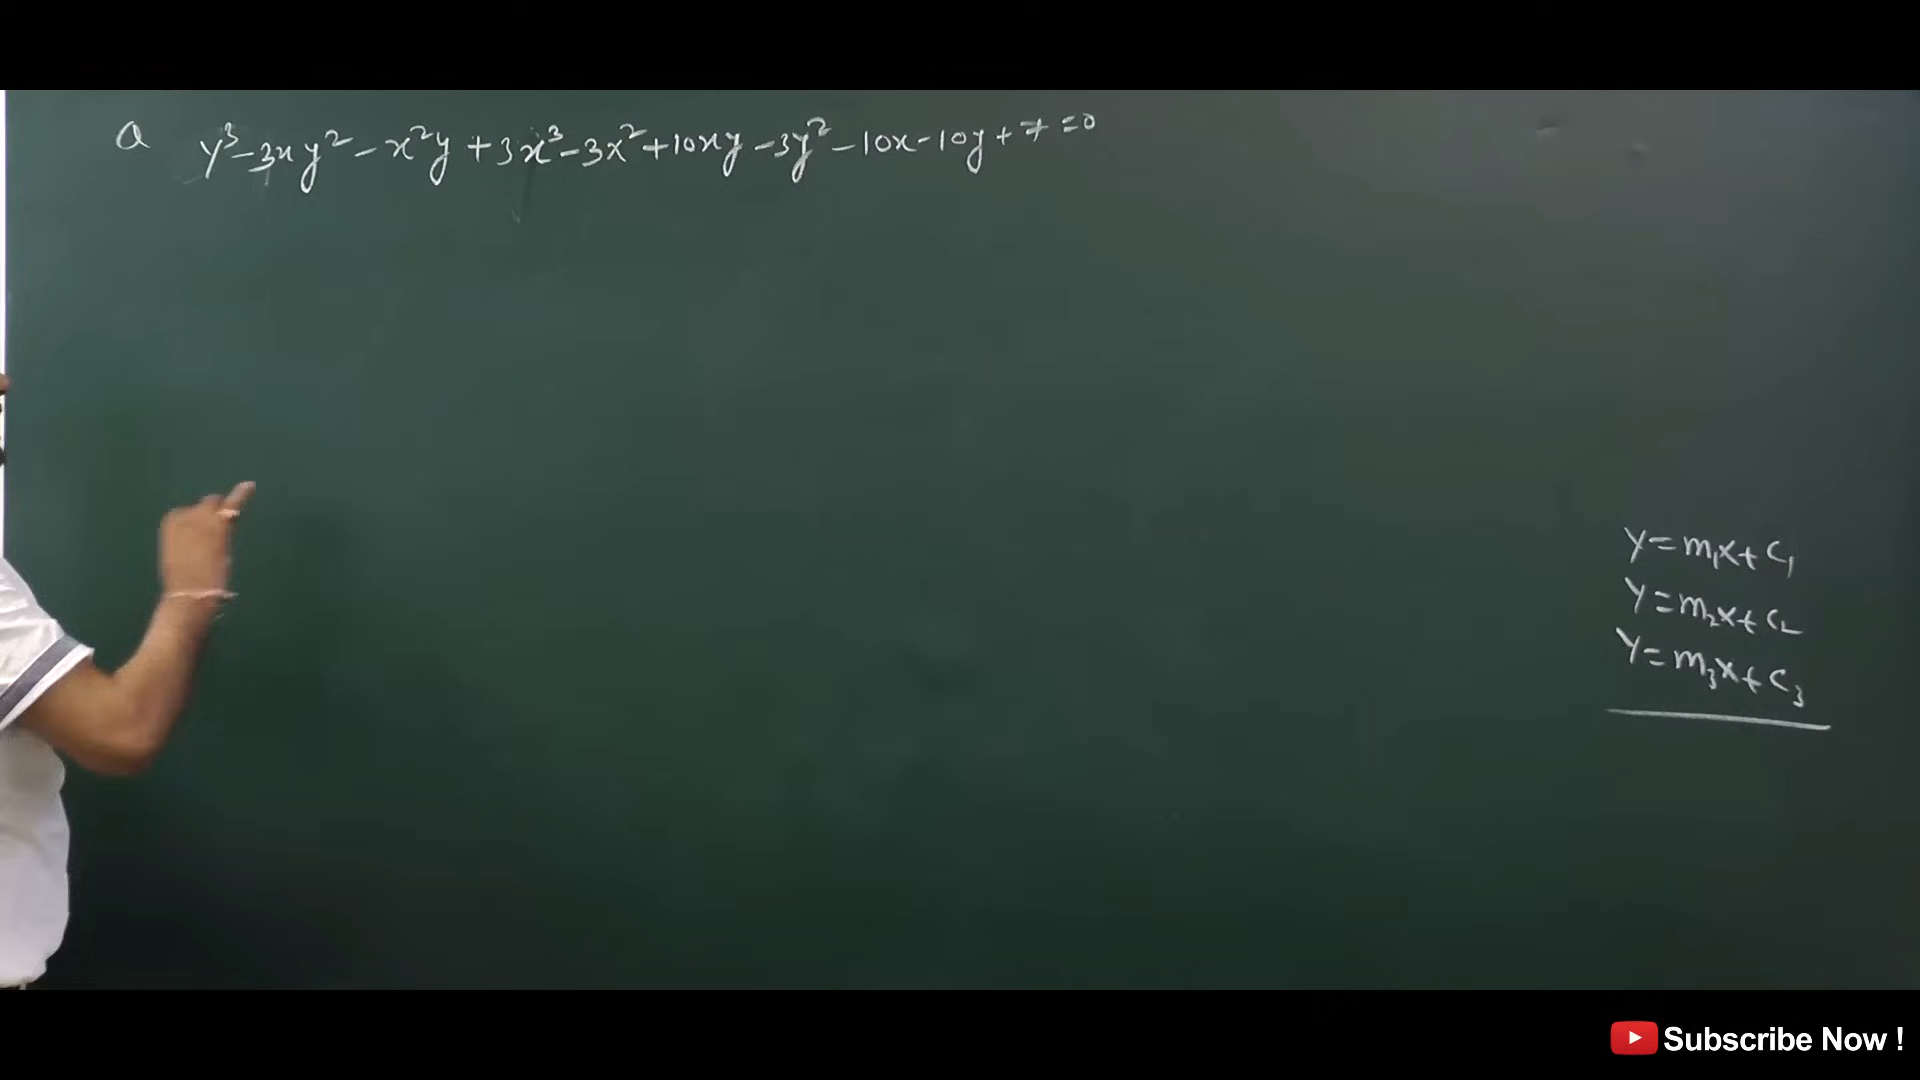 Q y³-3xy²-x²y+3x³-3x²+10xy-3y²-10x-10y+7=0
y=m₁x+c₁
y=m₂x+c₂
y=m₃x+c₃
Subscribe Now !